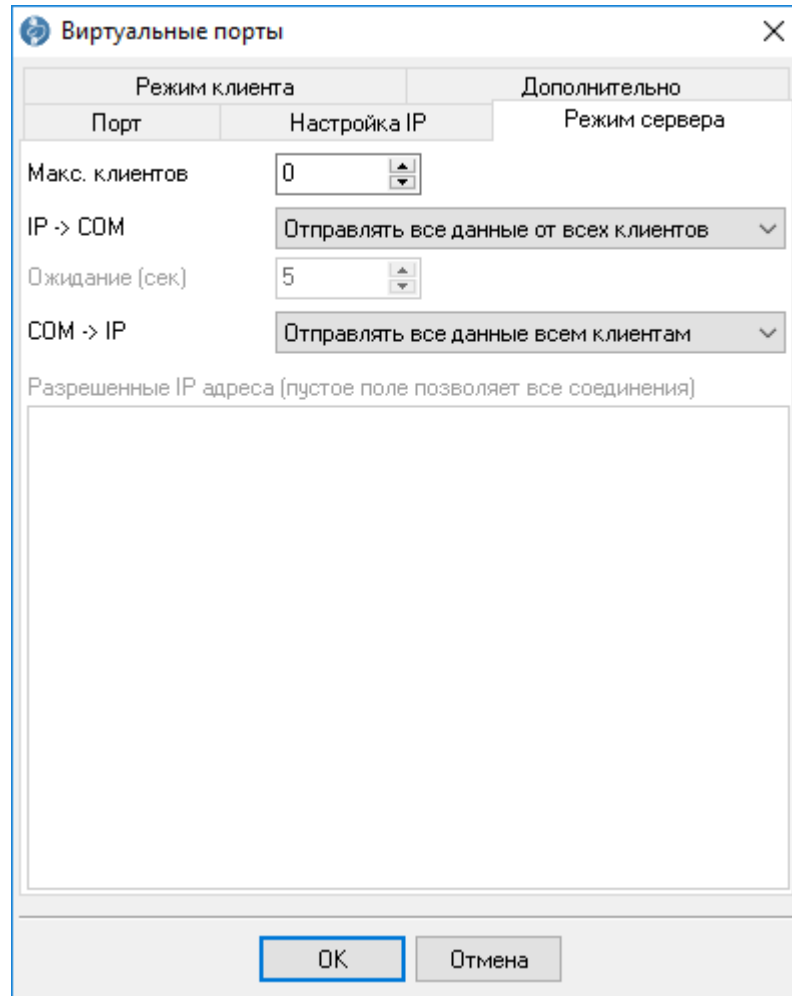 Виртуальные порты
Режим клиента Дополнительно
Порт Настройка IP Режим сервера
Макс. клиентов 0
IP -> COM Отправлять все данные от всех клиентов
Ожидание (сек) 5
COM -> IP Отправлять все данные всем клиентам
Разрешенные IP адреса (пустое поле позволяет все соединения)
OK Отмена